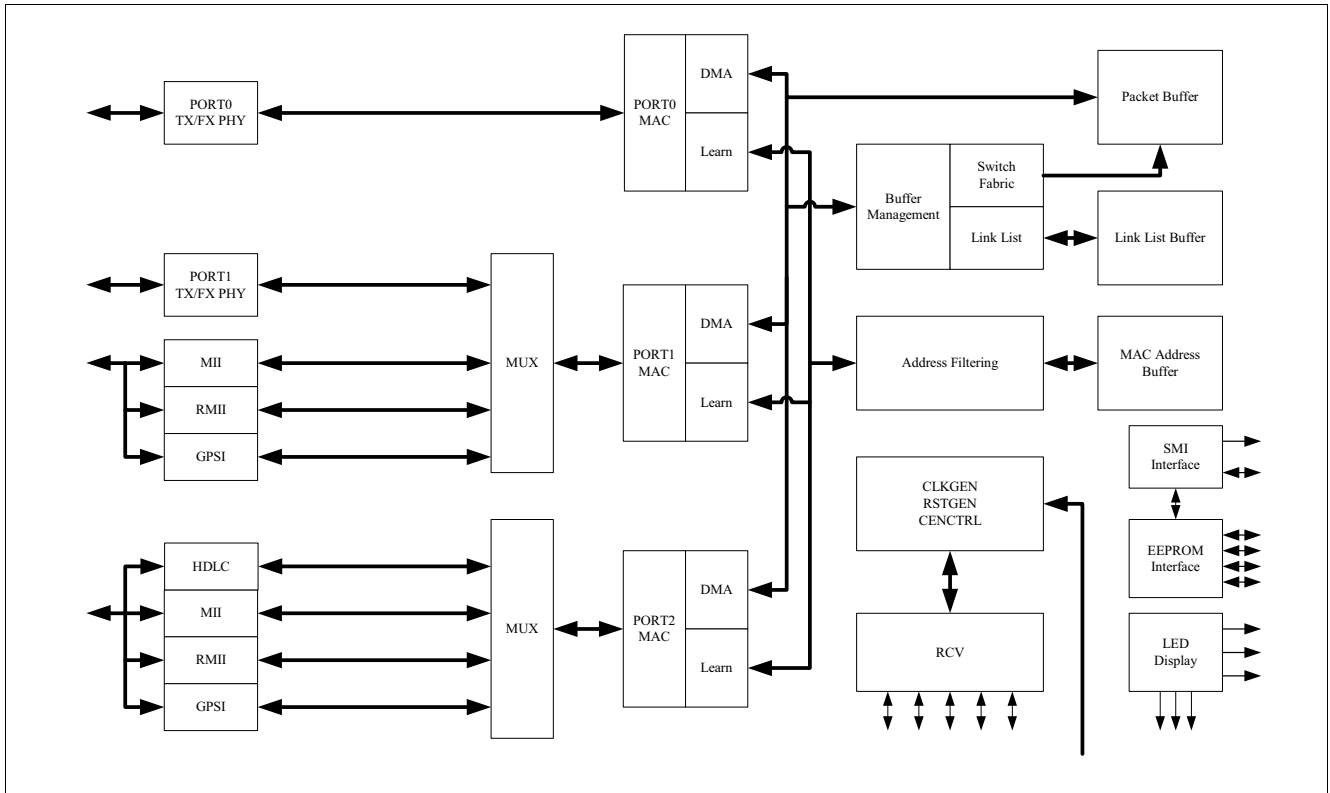 PORT0
TX/FX PHY
PORT0
MAC
DMA
Learn
Packet Buffer
Buffer
Management
Switch
Fabric
Link List
Link List Buffer
PORT1
TX/FX PHY
MII
RMII
GPSI
MUX
PORT1
MAC
DMA
Learn
Address Filtering
MAC Address
Buffer
SMI
Interface
CLKGEN
RSTGEN
CENCTRL
EEPROM
Interface
HDLC
MII
RMII
GPSI
MUX
PORT2
MAC
DMA
Learn
RCV
LED
Display